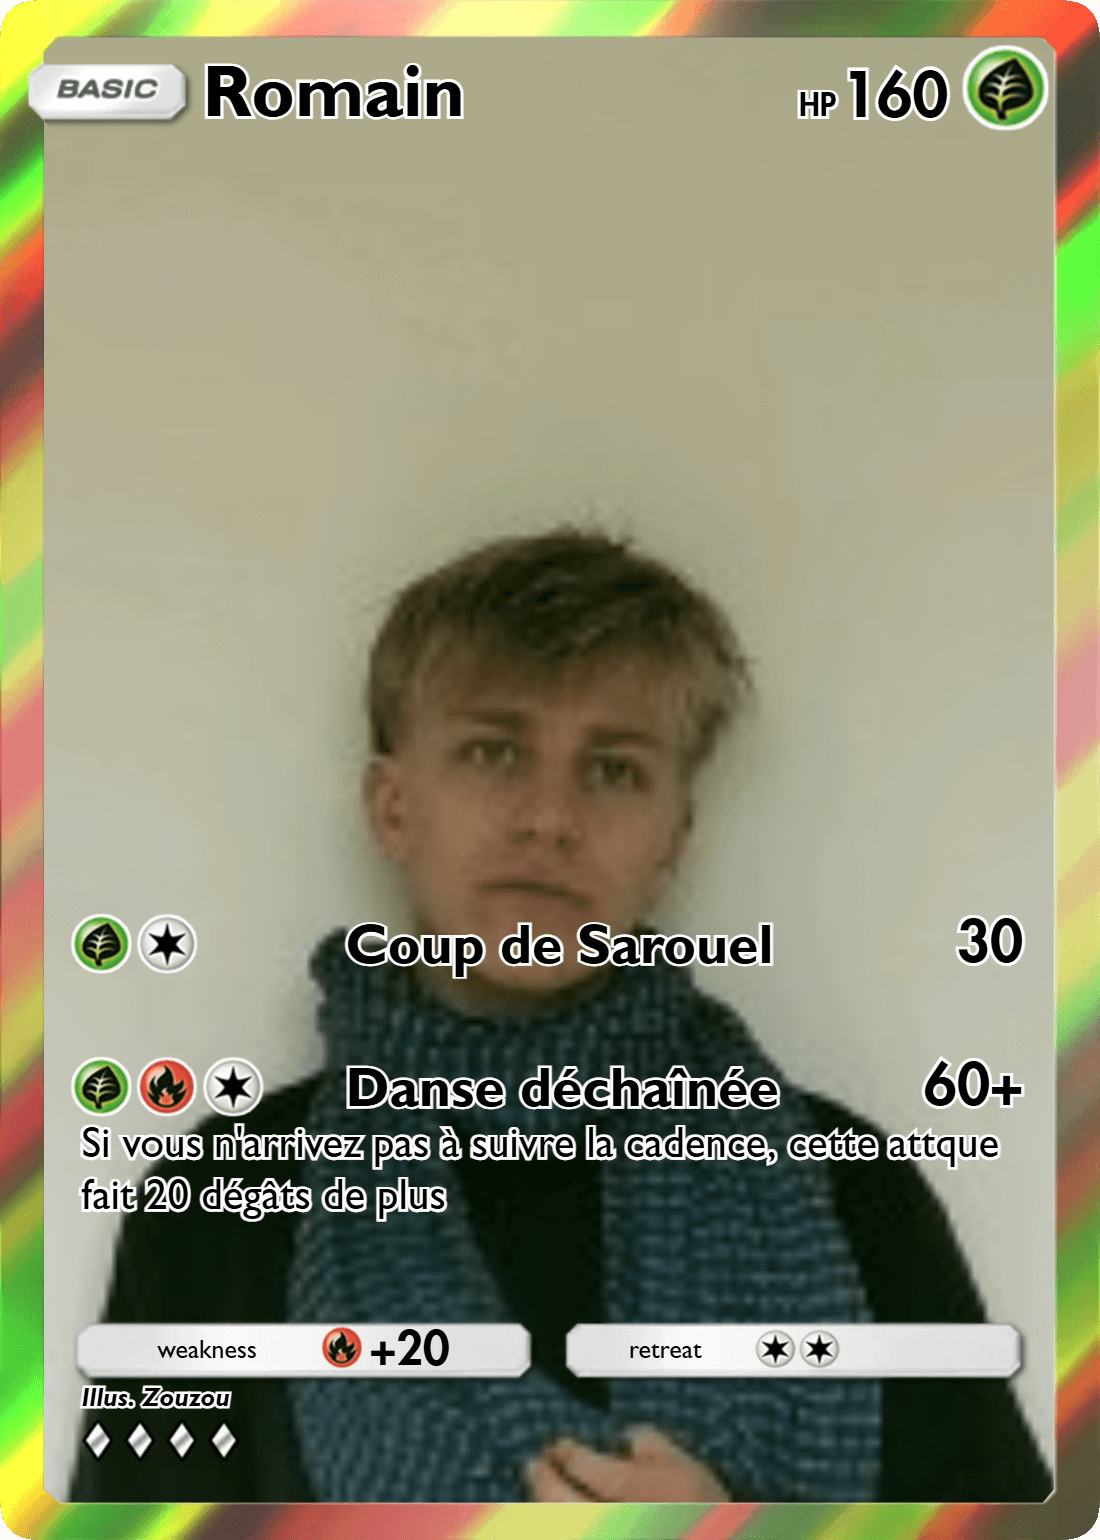 BASIC Romain HP 160
Coup de Sarouel 30
Danse déchaînée 60+
Si vous n'arrivez pas à suivre la cadence, cette attque
fait 20 dégâts de plus
weakness +20 retreat
Illus. Zouzou